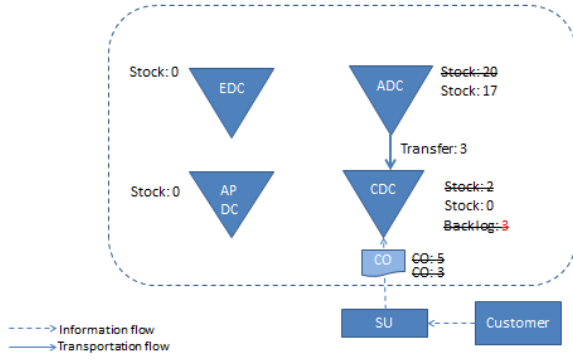 Stock: 0
EDC
ADC
Stock: 20
Stock: 17
Transfer: 3
Stock: 0
AP
DC
CDC
Stock: 2
Stock: 0
Backlog: 3
CO
CO: 5
CO: 3
SU
Customer
Information flow
Transportation flow